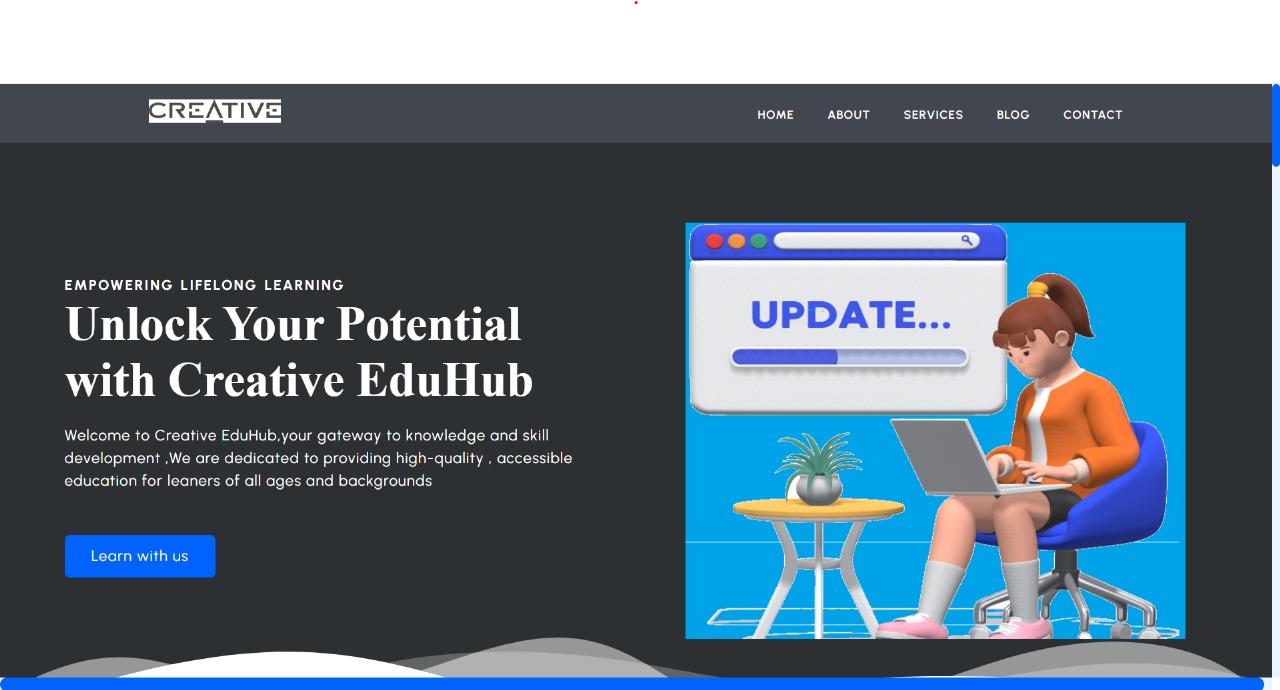 CREATIVE
HOME ABOUT SERVICES BLOG CONTACT
EMPOWERING LIFELONG LEARNING
Unlock Your Potential
with Creative EduHub
Welcome to Creative EduHub,your gateway to knowledge and skill
development ,We are dedicated to providing high-quality , accessible
education for leaners of all ages and backgrounds
Learn with us
UPDATE...